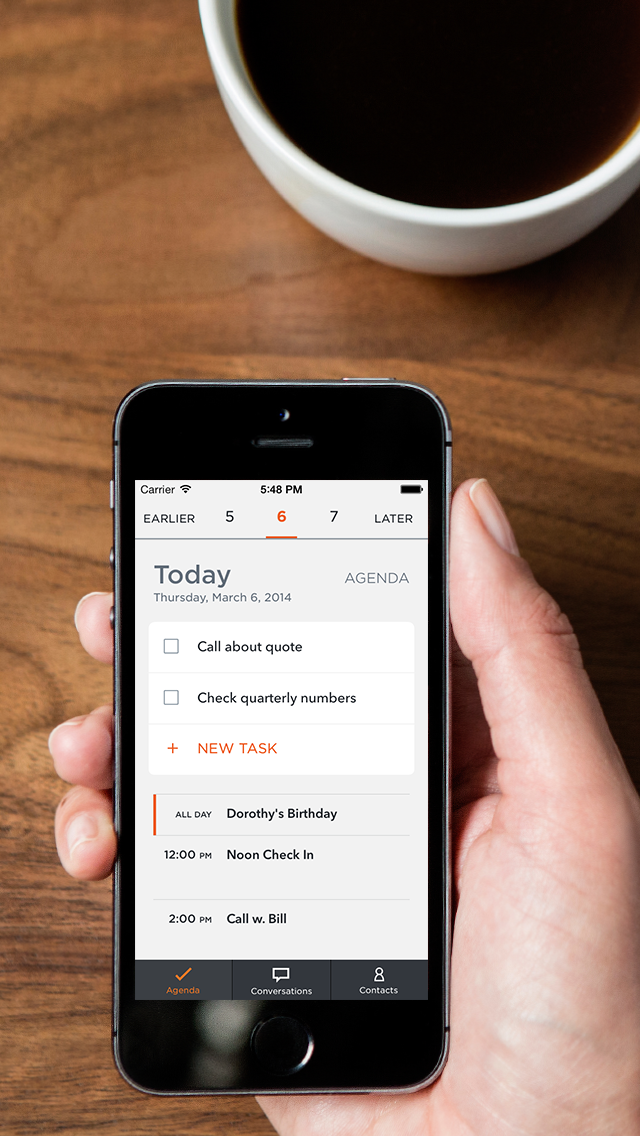 Carrier 5:48 PM
EARLIER 5 6 7 LATER
Today AGENDA
Thursday, March 6, 2014
Call about quote
Check quarterly numbers
+ NEW TASK
ALL DAY Dorothy's Birthday
12:00 PM Noon Check In
2:00 PM Call w. Bill
Agenda Conversations Contacts